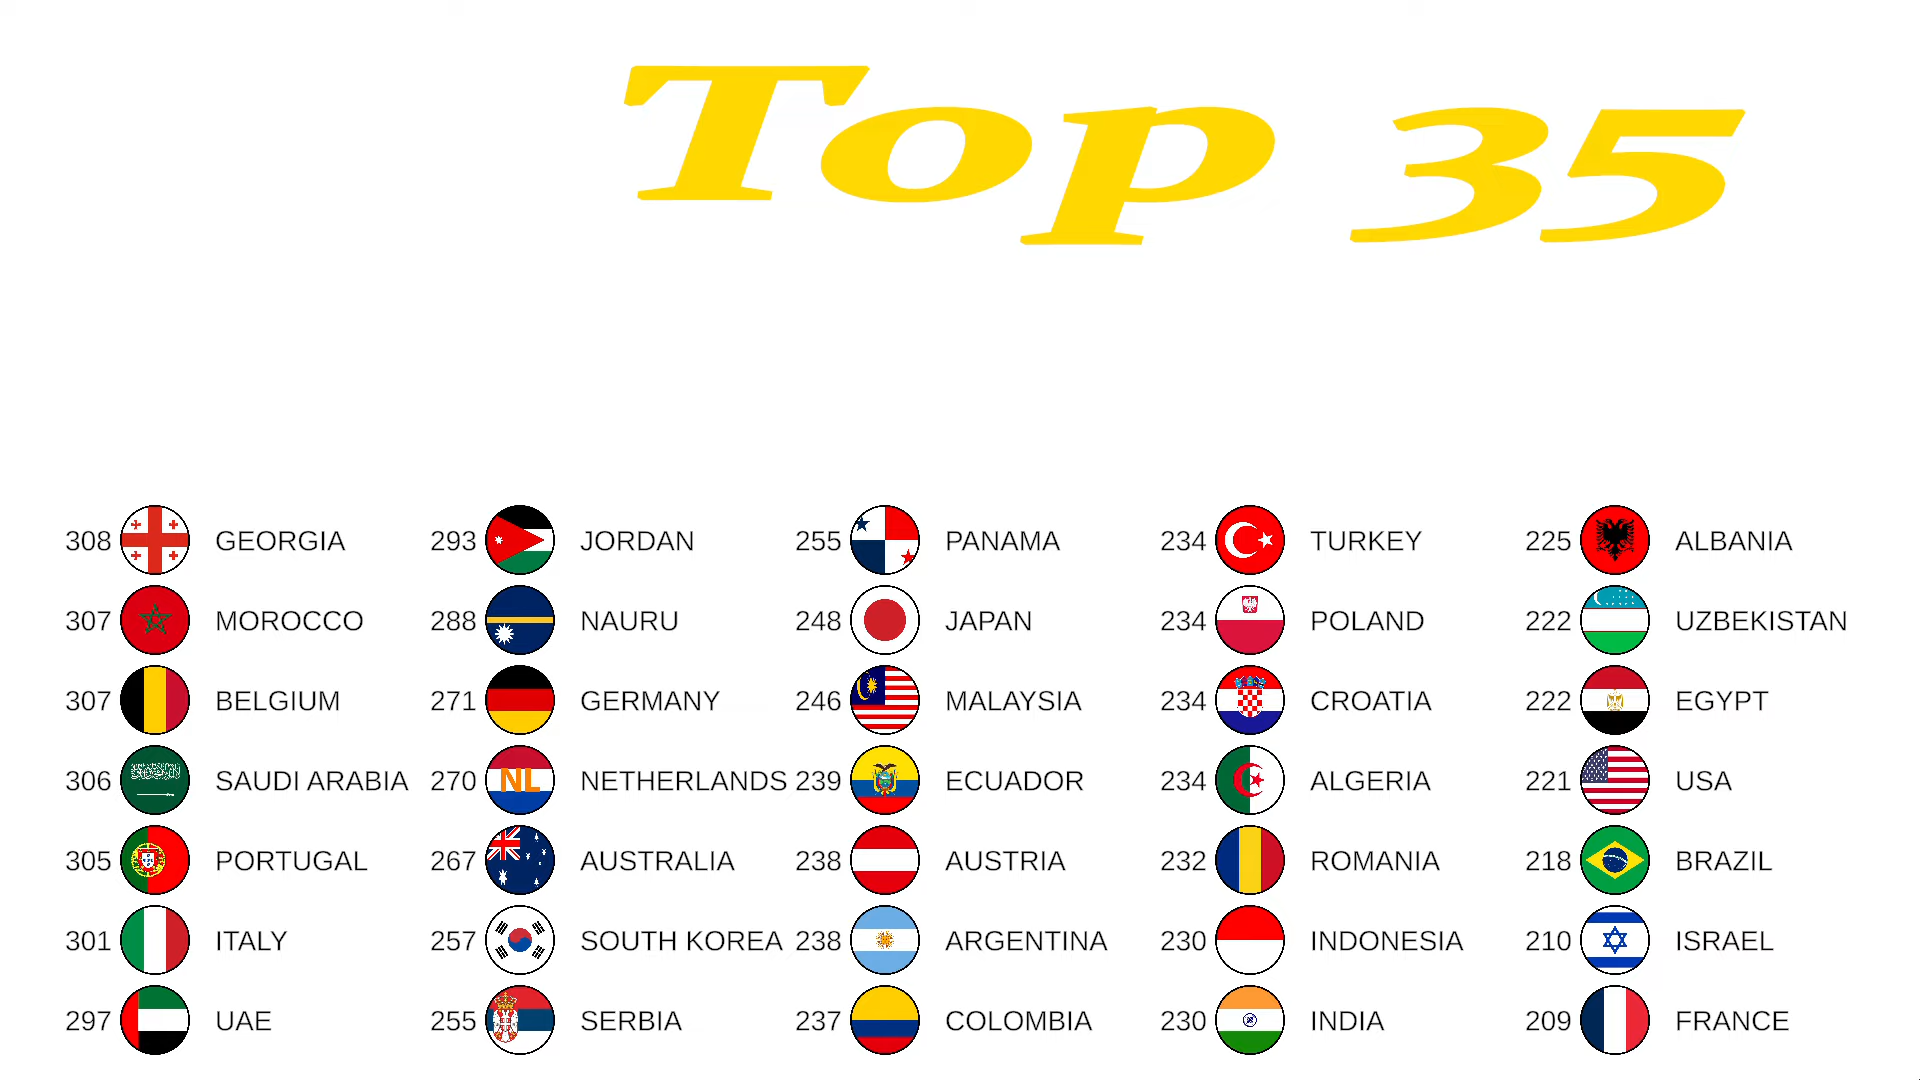 Top 35
308 GEORGIA 293 JORDAN 255 PANAMA 234 TURKEY 225 ALBANIA
307 MOROCCO 288 NAURU 248 JAPAN 234 POLAND 222 UZBEKISTAN
307 BELGIUM 271 GERMANY 246 MALAYSIA 234 CROATIA 222 EGYPT
306 SAUDI ARABIA 270 NL NETHERLANDS 239 ECUADOR 234 ALGERIA 221 USA
305 PORTUGAL 267 AUSTRALIA 238 AUSTRIA 232 ROMANIA 218 BRAZIL
301 ITALY 257 SOUTH KOREA 238 ARGENTINA 230 INDONESIA 210 ISRAEL
297 UAE 255 SERBIA 237 COLOMBIA 230 INDIA 209 FRANCE